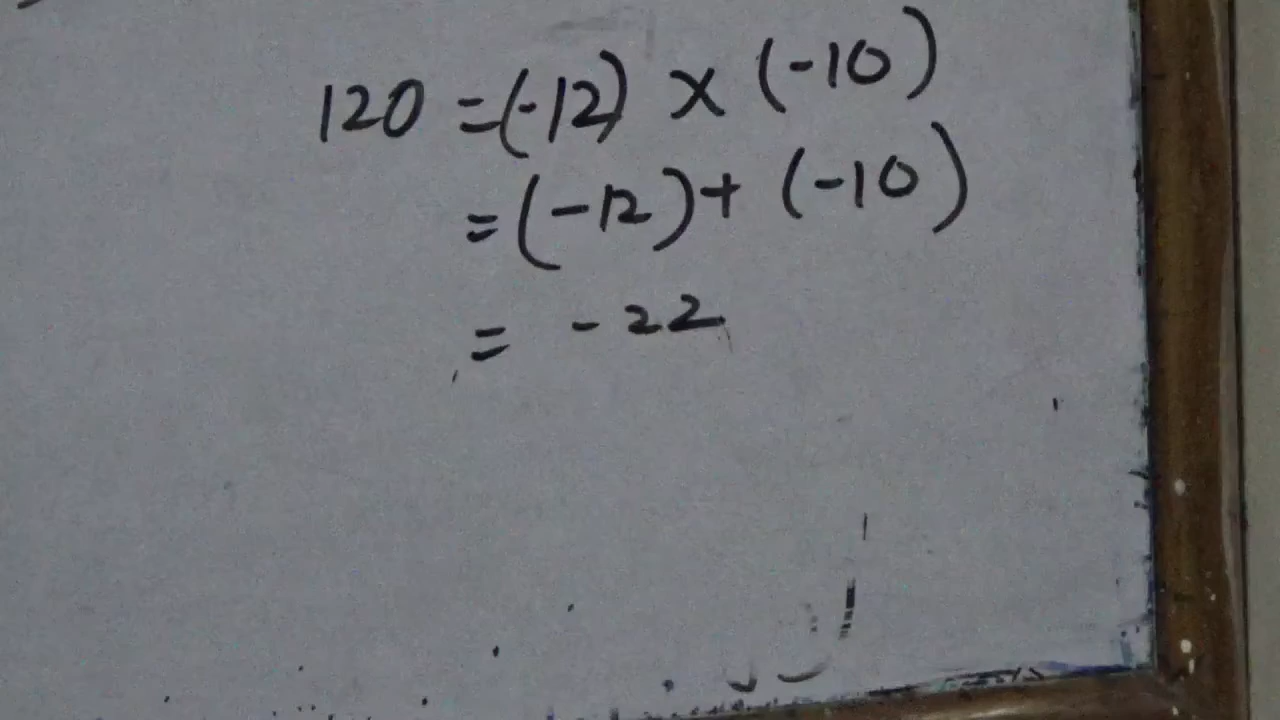 120 = (-12) × (-10)
= (-12) + (-10)
= -22